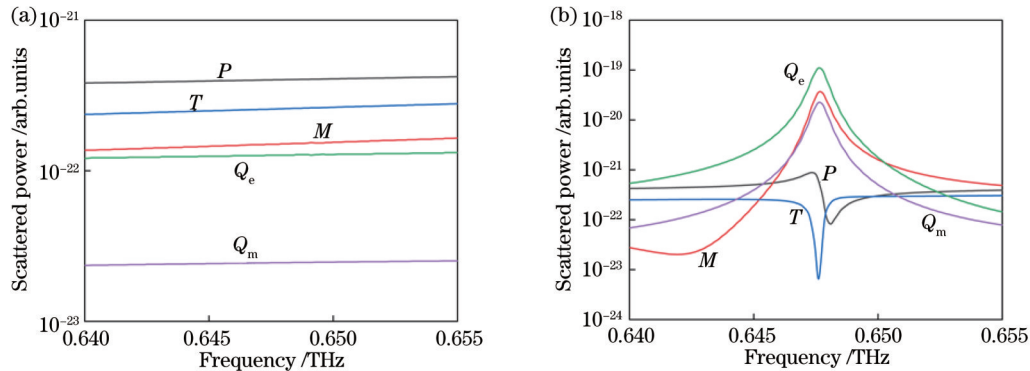 (a)
10^-21
10^-22
10^-23
Scattered power /arb.units
P
T
M
Q_e
Q_m
0.640
0.645
0.650
0.655
Frequency /THz
(b)
10^-18
10^-19
10^-20
10^-21
10^-22
10^-23
10^-24
Scattered power /arb.units
Q_e
P
T
M
Q_m
0.640
0.645
0.650
0.655
Frequency /THz